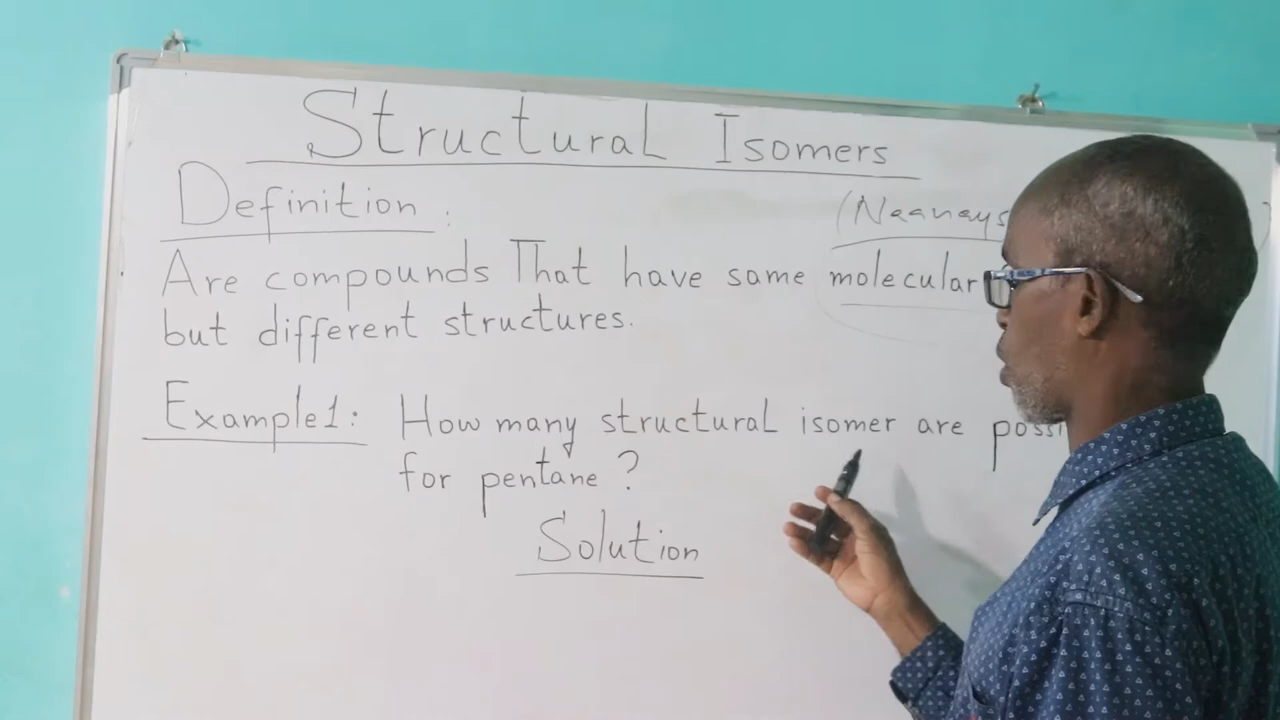 Structural Isomers
Definition:
(Naanays
Are compounds That have same molecular
but different structures.
Example1: How many structural isomer are possi
for pentane?
Solution